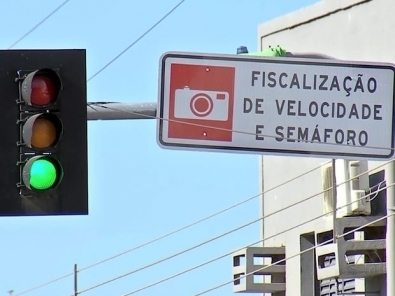 FISCALIZAÇÃO
DE VELOCIDADE
E SEMÁFORO